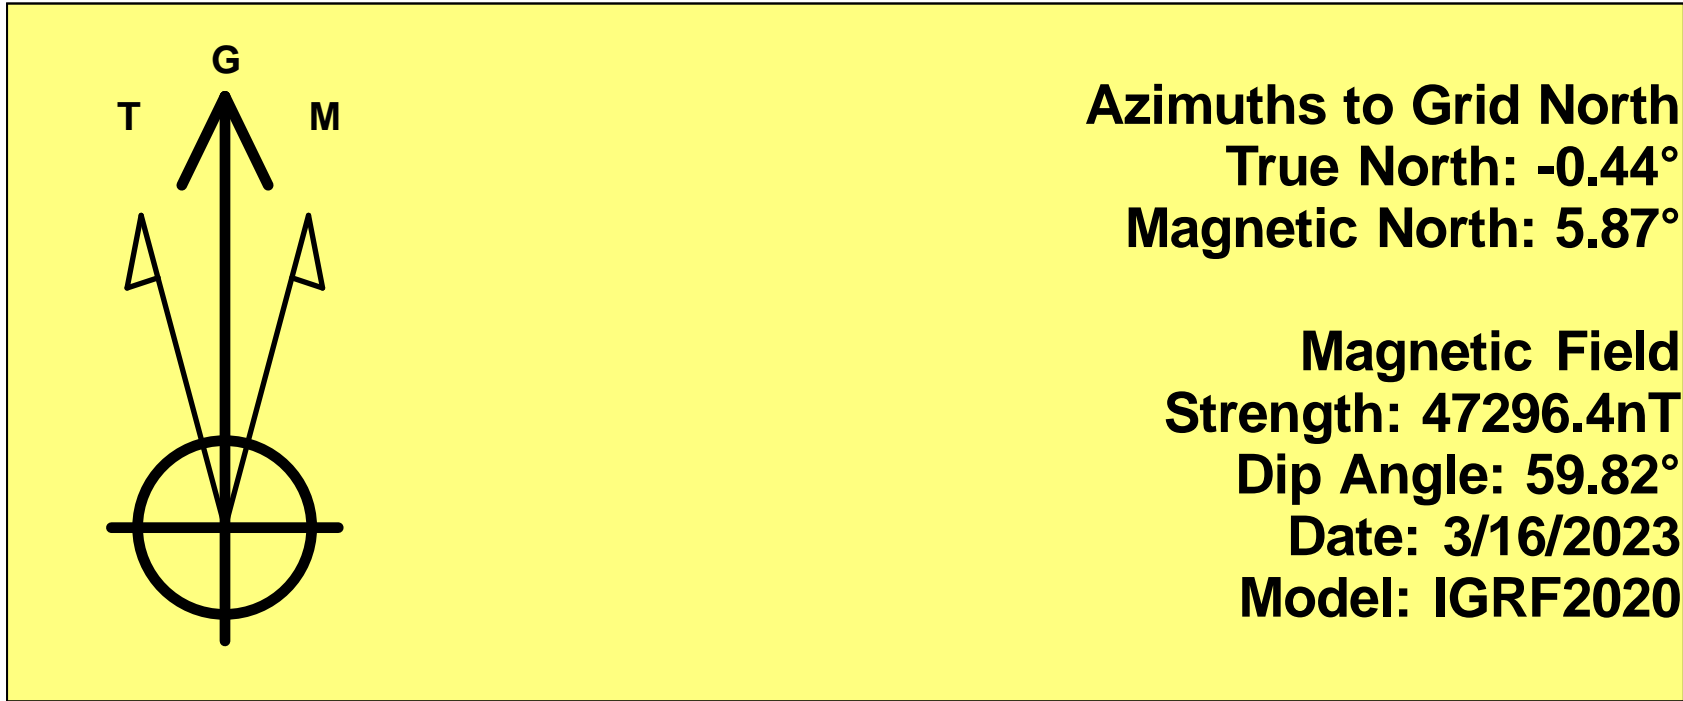 G
T M
Azimuths to Grid North
True North: -0.44°
Magnetic North: 5.87°
Magnetic Field
Strength: 47296.4nT
Dip Angle: 59.82°
Date: 3/16/2023
Model: IGRF2020